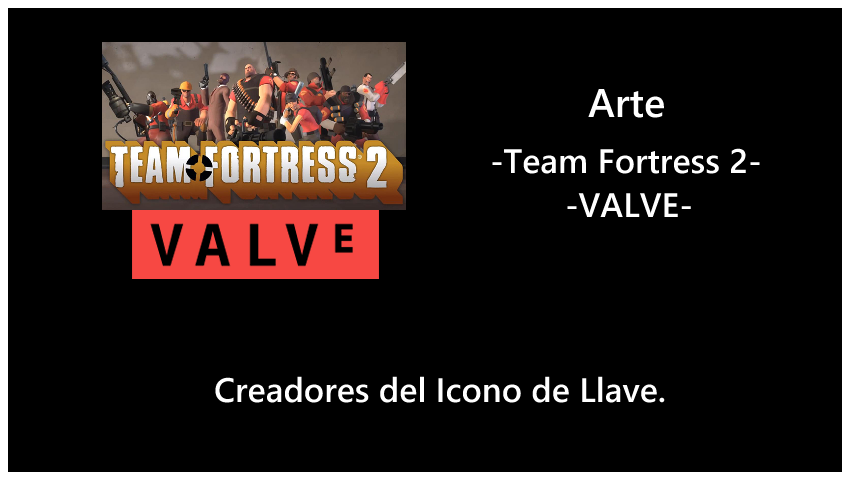 TEAM FORTRESS 2
VALVE
Arte
-Team Fortress 2-
-VALVE-
Creadores del Icono de Llave.